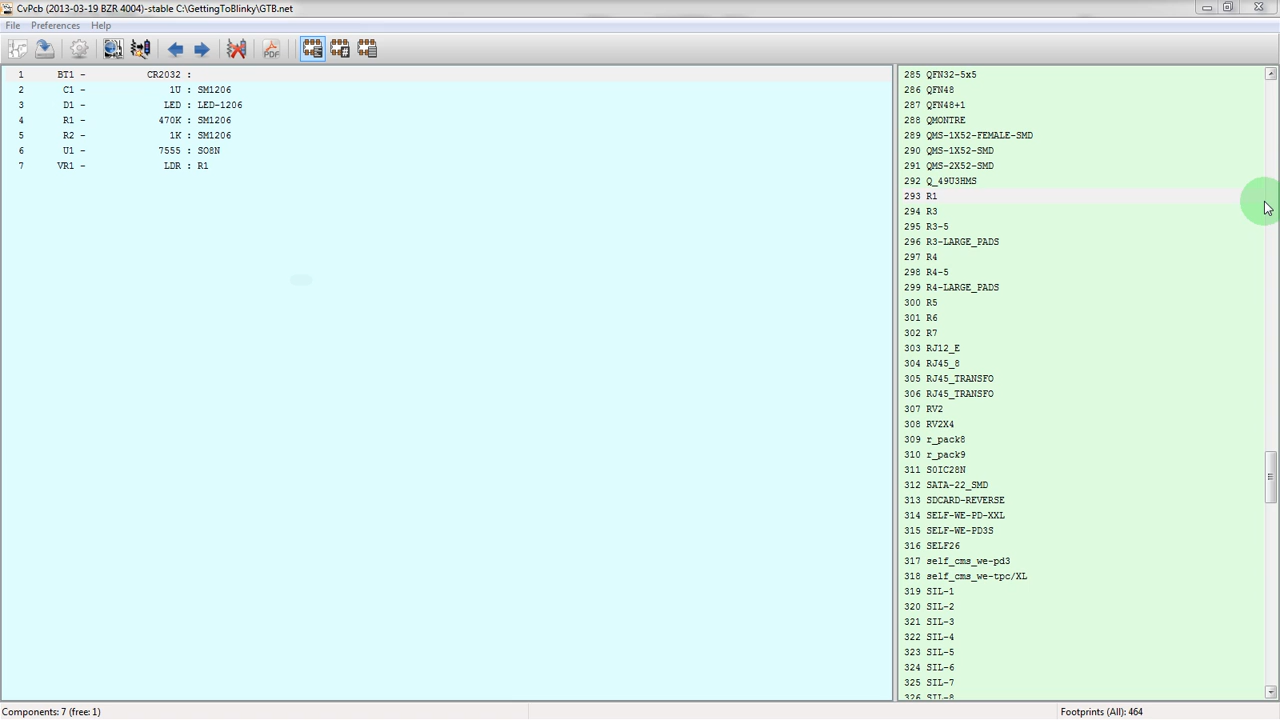 CvPcb (2013-03-19 BZR 4004)-stable C:\GettingToBlinky\GTB.net
File Preferences Help
PDF
1 BT1 - CR2032 :
2 C1 - 1U : SM1206
3 D1 - LED : LED-1206
4 R1 - 470K : SM1206
5 R2 - 1K : SM1206
6 U1 - 7555 : SO8N
7 VR1 - LDR : R1
285 QFN32-5x5
286 QFN48
287 QFN48+1
288 QMONTRE
289 QMS-1X52-FEMALE-SMD
290 QMS-1X52-SMD
291 QMS-2X52-SMD
292 Q_49U3HMS
293 R1
294 R3
295 R3-5
296 R3-LARGE_PADS
297 R4
298 R4-5
299 R4-LARGE_PADS
300 R5
301 R6
302 R7
303 RJ12_E
304 RJ45_8
305 RJ45_TRANSFO
306 RJ45_TRANSFO
307 RV2
308 RV2X4
309 r_pack8
310 r_pack9
311 S0IC28N
312 SATA-22_SMD
313 SDCARD-REVERSE
314 SELF-WE-PD-XXL
315 SELF-WE-PD3S
316 SELF26
317 self_cms_we-pd3
318 self_cms_we-tpc/XL
319 SIL-1
320 SIL-2
321 SIL-3
322 SIL-4
323 SIL-5
324 SIL-6
325 SIL-7
326 SIL-8
Components: 7 (free: 1)
Footprints (All): 464